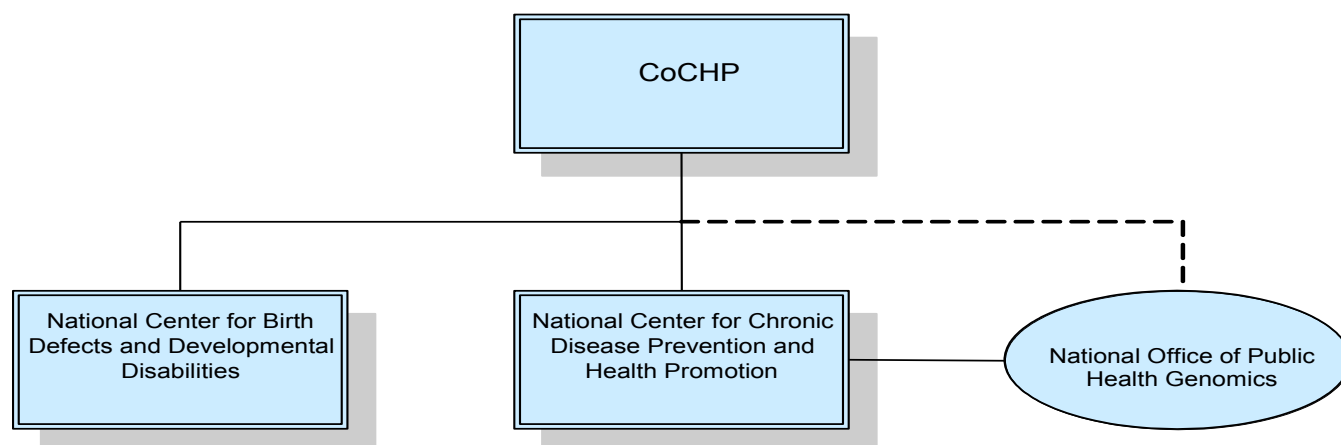 CoCHP
National Center for Birth
Defects and Developmental
Disabilities
National Center for Chronic
Disease Prevention and
Health Promotion
National Office of Public
Health Genomics